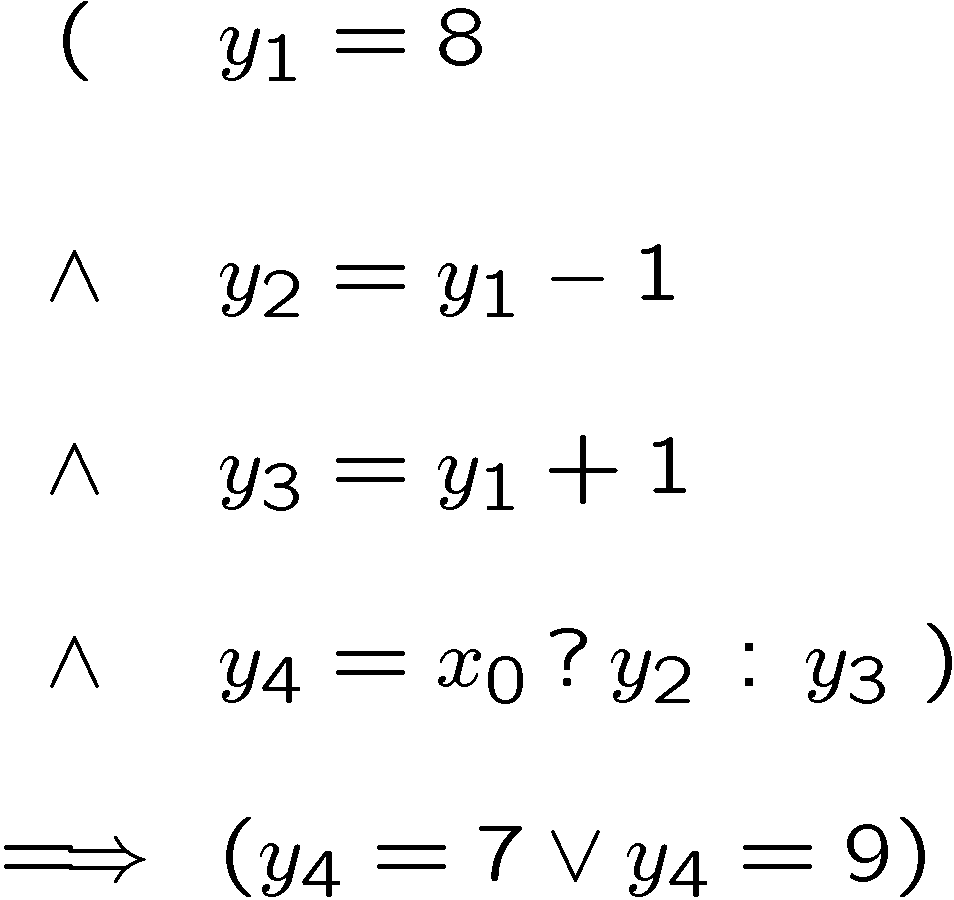 ( y₁ = 8
∧ y₂ = y₁ − 1
∧ y₃ = y₁ + 1
∧ y₄ = x₀ ? y₂ : y₃ )
⟹ (y₄ = 7 ∨ y₄ = 9)